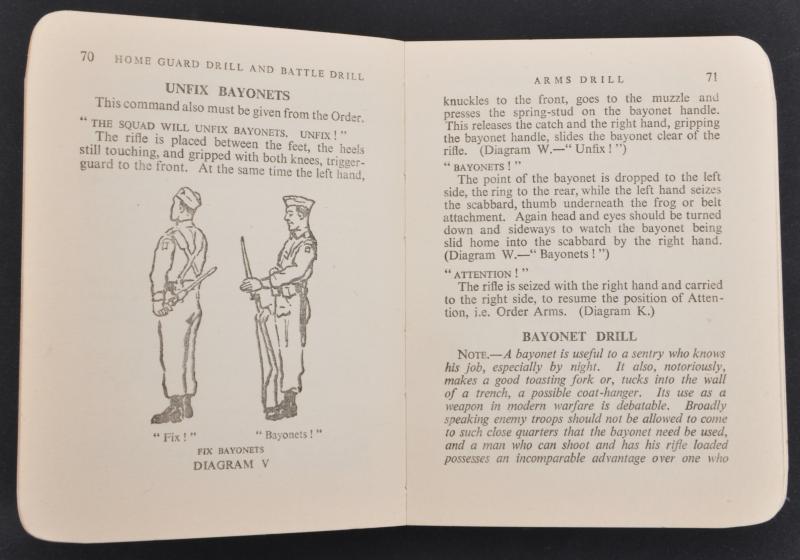 70 HOME GUARD DRILL AND BATTLE DRILL
UNFIX BAYONETS
This command also must be given from the Order.
" THE SQUAD WILL UNFIX BAYONETS. UNFIX ! "
The rifle is placed between the feet, the heels
still touching, and gripped with both knees, trigger-
guard to the front. At the same time the left hand,
" Fix ! "
" Bayonets ! "
FIX BAYONETS
DIAGRAM V
ARMS DRILL 71
knuckles to the front, goes to the muzzle and
presses the spring-stud on the bayonet handle.
This releases the catch and the right hand, gripping
the bayonet handle, slides the bayonet clear of the
rifle. (Diagram W.—" Unfix ! ")
" BAYONETS ! "
The point of the bayonet is dropped to the left
side, the ring to the rear, while the left hand seizes
the scabbard, thumb underneath the frog or belt
attachment. Again head and eyes should be turned
down and sideways to watch the bayonet being
slid home into the scabbard by the right hand.
(Diagram W.—" Bayonets ! ")
" ATTENTION ! "
The rifle is seized with the right hand and carried
to the right side, to resume the position of Atten-
tion, i.e. Order Arms. (Diagram K.)
BAYONET DRILL
NOTE.—A bayonet is useful to a sentry who knows
his job, especially by night. It also, notoriously,
makes a good toasting fork or, tucks into the wall
of a trench, a possible coat-hanger. Its use as a
weapon in modern warfare is debatable. Broadly
speaking enemy troops should not be allowed to come
to such close quarters that the bayonet need be used,
and a man who can shoot and has his rifle loaded
possesses an incomparable advantage over one who